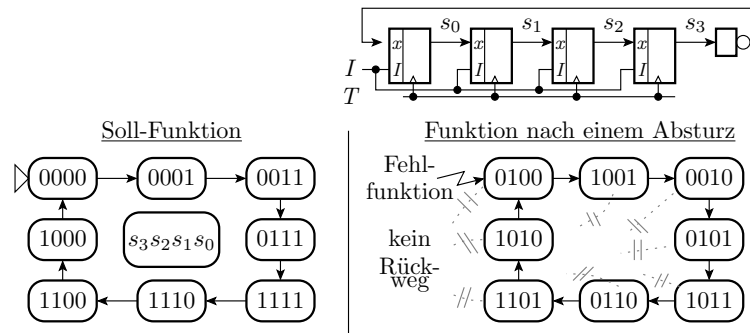 s0 s1 s2 s3
x x x x
I I I I I
T
Soll-Funktion
Funktion nach einem Absturz
0000 0001 0011
1000 s3s2s1s0 0111
1100 1110 1111
Fehl-
funktion
0100 1001 0010
kein
Rück-
weg
1010 0101
1101 0110 1011